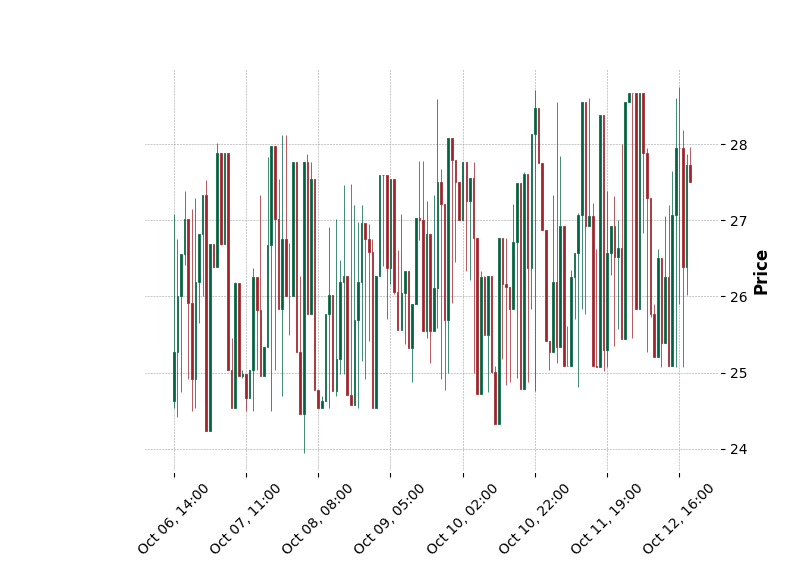 28
27
Price
26
25
24
Oct 06, 14:00
Oct 07, 11:00
Oct 08, 08:00
Oct 09, 05:00
Oct 10, 02:00
Oct 10, 22:00
Oct 11, 19:00
Oct 12, 16:00